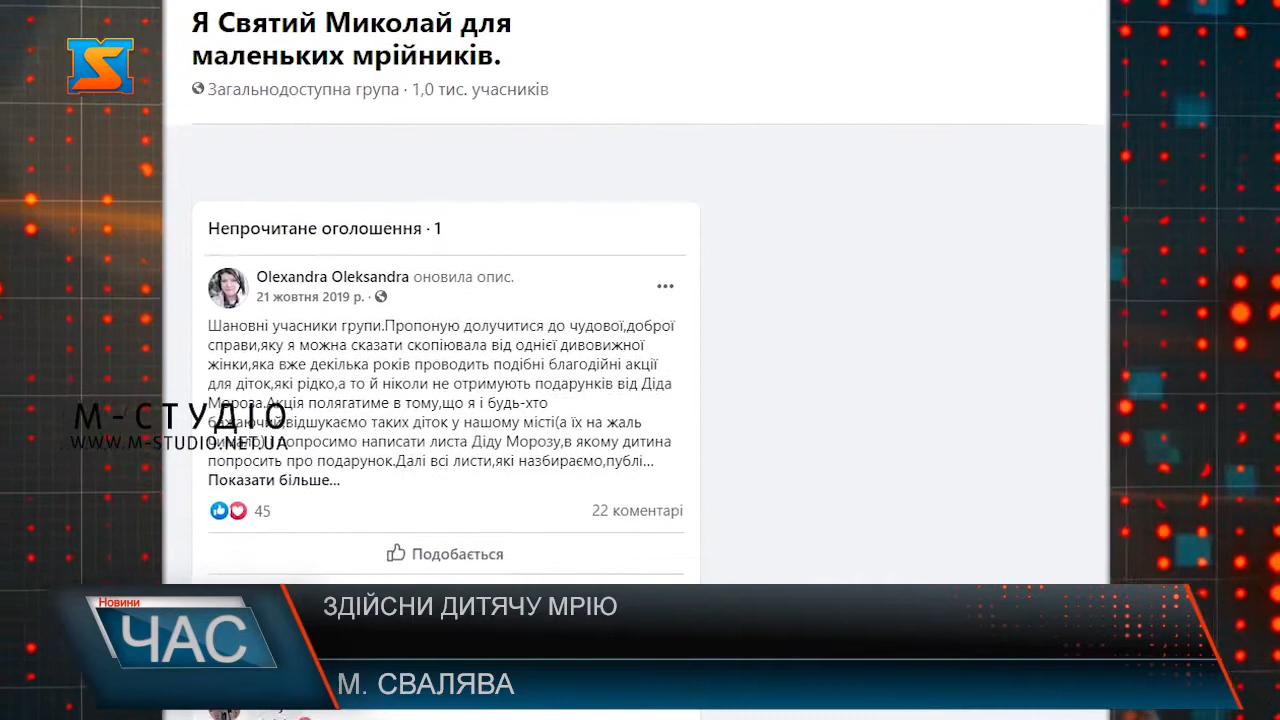 Я Святий Миколай для
маленьких мрійників.
Загальнодоступна група · 1,0 тис. учасників
Непрочитане оголошення · 1
Olexandra Oleksandra оновила опис.
21 жовтня 2019 р. ·
Шановні учасники групи.Пропоную долучитися до чудової,доброї
справи,яку я можна сказати скопіювала від однієї дивовижної
жінки,яка вже декілька років проводить подібні благодійні акції
для діток,які рідко,а то й ніколи не отримують подарунків від Діда
Мороза.Акція полягатиме в тому,що я і будь-хто
бажаючий,відшукаємо таких діток у нашому місті(а їх на жаль
попросимо написати листа Діду Морозу,в якому дитина
попросить про подарунок.Далі всі листи,які назбираємо,публі...
Показати більше...
45
22 коментарі
Подобається
М-СТУДІО
WWW.M-STUDIO.NET.UA
Новини
ЧАС
ЗДІЙСНИ ДИТЯЧУ МРІЮ
М. СВАЛЯВА